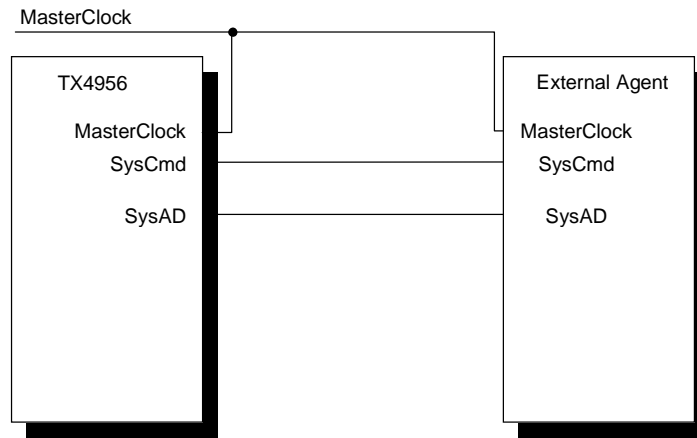 MasterClock
TX4956
External Agent
MasterClock
MasterClock
SysCmd
SysCmd
SysAD
SysAD